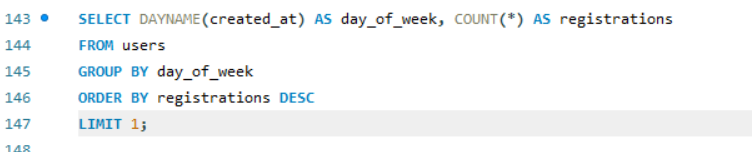 143 SELECT DAYNAME(created_at) AS day_of_week, COUNT(*) AS registrations
144 FROM users
145 GROUP BY day_of_week
146 ORDER BY registrations DESC
147 LIMIT 1;
148